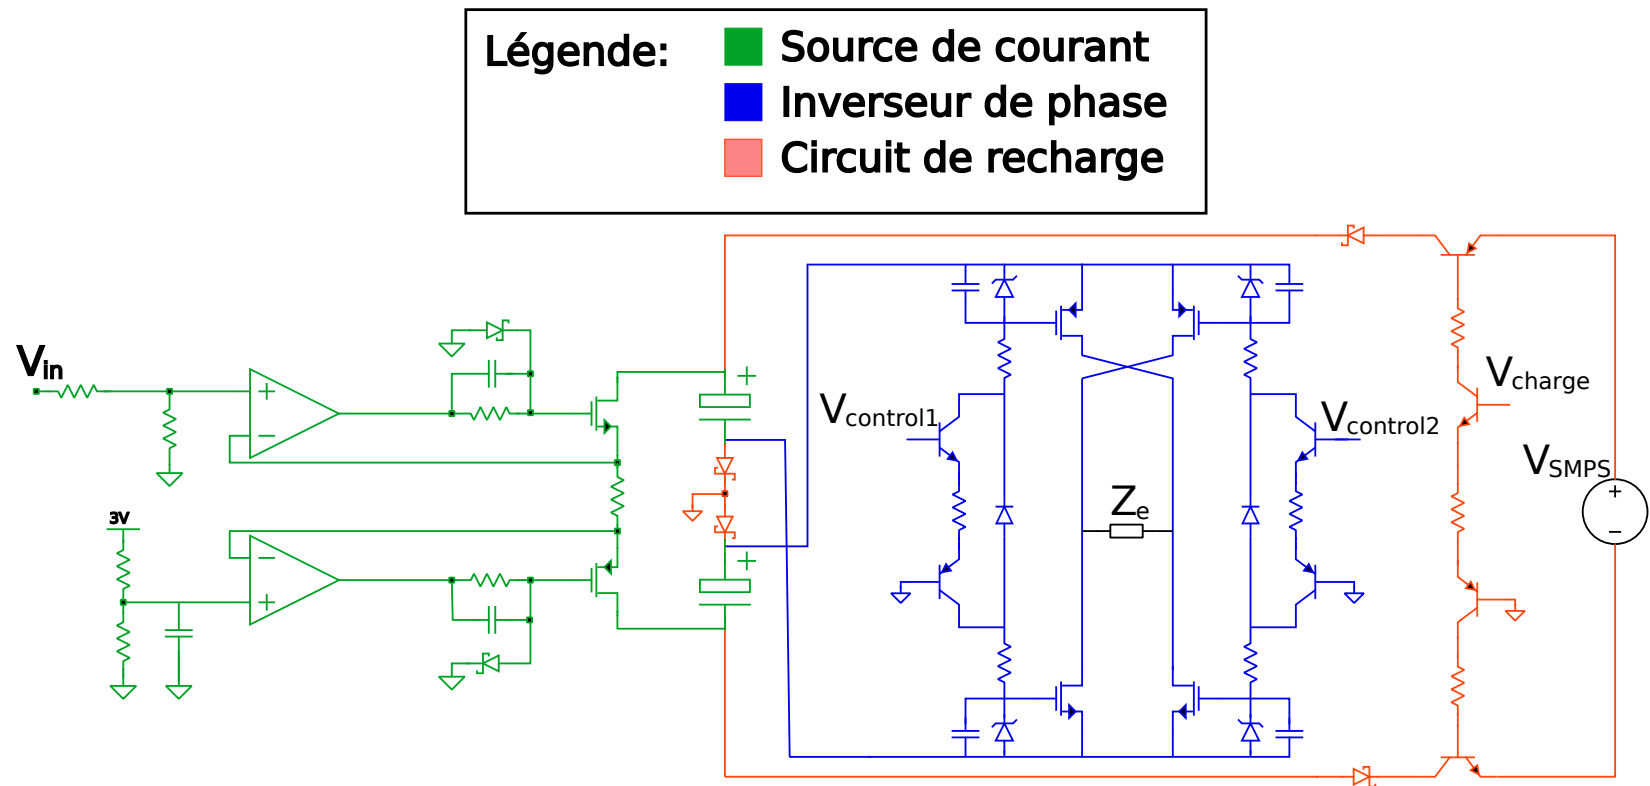 Légende:
Source de courant
Inverseur de phase
Circuit de recharge
Vin
Vcharge
Vcontrol1
Vcontrol2
VSMPS
Ze
3V